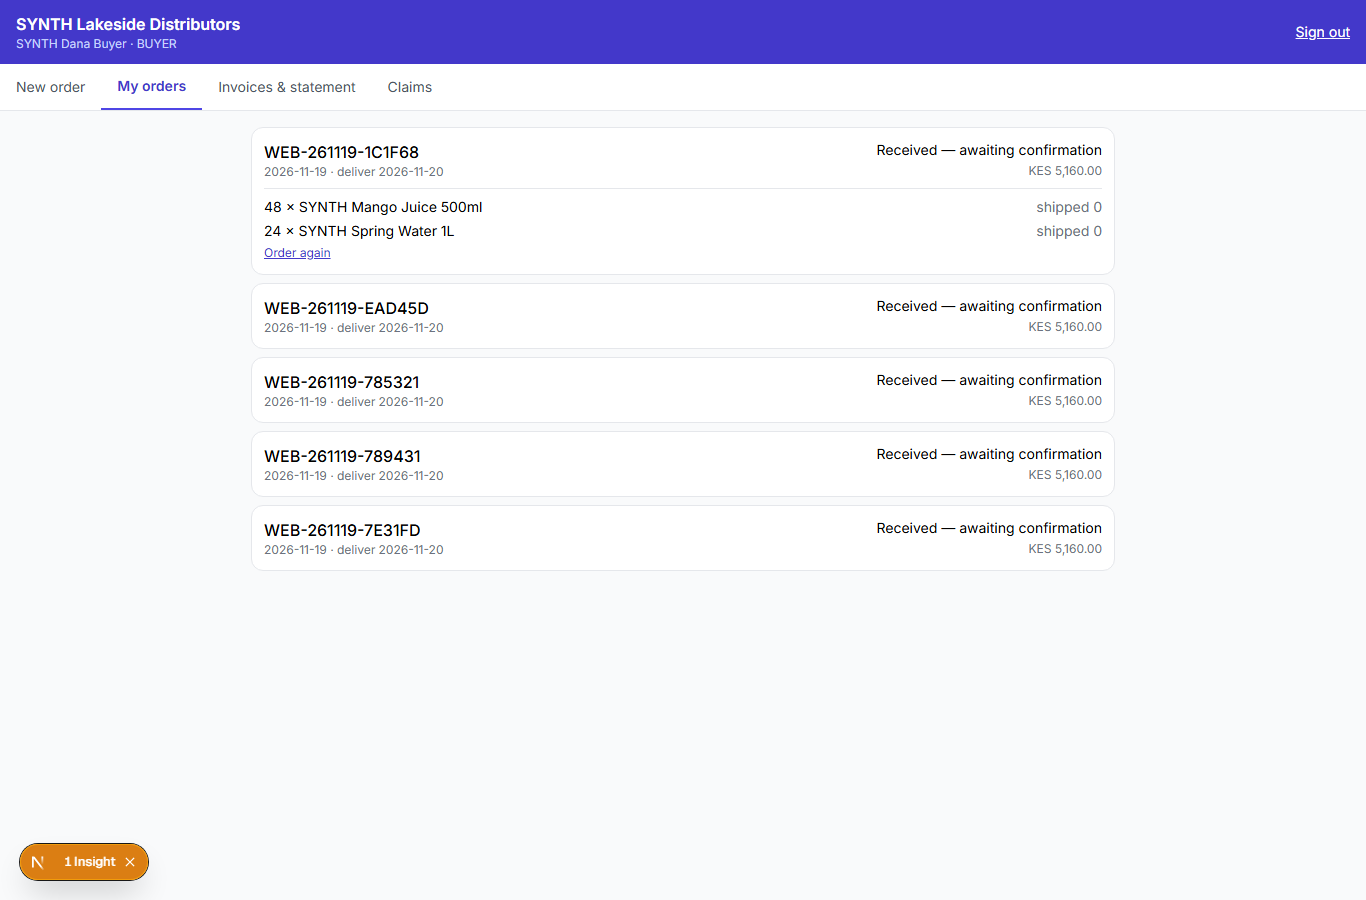 SYNTH Lakeside Distributors
SYNTH Dana Buyer · BUYER
Sign out
New order
My orders
Invoices & statement
Claims
WEB-261119-1C1F68
Received — awaiting confirmation
2026-11-19 · deliver 2026-11-20
KES 5,160.00
48 × SYNTH Mango Juice 500ml
shipped 0
24 × SYNTH Spring Water 1L
shipped 0
Order again
WEB-261119-EAD45D
Received — awaiting confirmation
2026-11-19 · deliver 2026-11-20
KES 5,160.00
WEB-261119-785321
Received — awaiting confirmation
2026-11-19 · deliver 2026-11-20
KES 5,160.00
WEB-261119-789431
Received — awaiting confirmation
2026-11-19 · deliver 2026-11-20
KES 5,160.00
WEB-261119-7E31FD
Received — awaiting confirmation
2026-11-19 · deliver 2026-11-20
KES 5,160.00
1 Insight